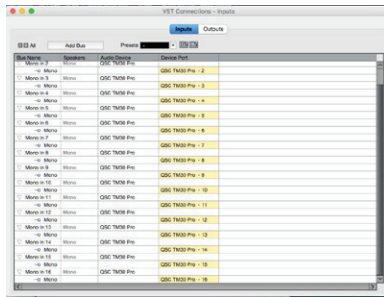 VST Connections - Inputs
Inputs Outputs
All Add Bus Presets -
Bus Name Speakers Audio Device Device Port
Mono in 2 Mono QSC TM30 Pro
Mono QSC TM30 Pro - 2
Mono in 3 Mono QSC TM30 Pro
Mono QSC TM30 Pro - 3
Mono in 4 Mono QSC TM30 Pro
Mono QSC TM30 Pro - 4
Mono in 5 Mono QSC TM30 Pro
Mono QSC TM30 Pro - 5
Mono in 6 Mono QSC TM30 Pro
Mono QSC TM30 Pro - 6
Mono in 7 Mono QSC TM30 Pro
Mono QSC TM30 Pro - 7
Mono in 8 Mono QSC TM30 Pro
Mono QSC TM30 Pro - 8
Mono in 9 Mono QSC TM30 Pro
Mono QSC TM30 Pro - 9
Mono in 10 Mono QSC TM30 Pro
Mono QSC TM30 Pro - 10
Mono in 11 Mono QSC TM30 Pro
Mono QSC TM30 Pro - 11
Mono in 12 Mono QSC TM30 Pro
Mono QSC TM30 Pro - 12
Mono in 13 Mono QSC TM30 Pro
Mono QSC TM30 Pro - 13
Mono in 14 Mono QSC TM30 Pro
Mono QSC TM30 Pro - 14
Mono in 15 Mono QSC TM30 Pro
Mono QSC TM30 Pro - 15
Mono in 16 Mono QSC TM30 Pro
Mono QSC TM30 Pro - 16